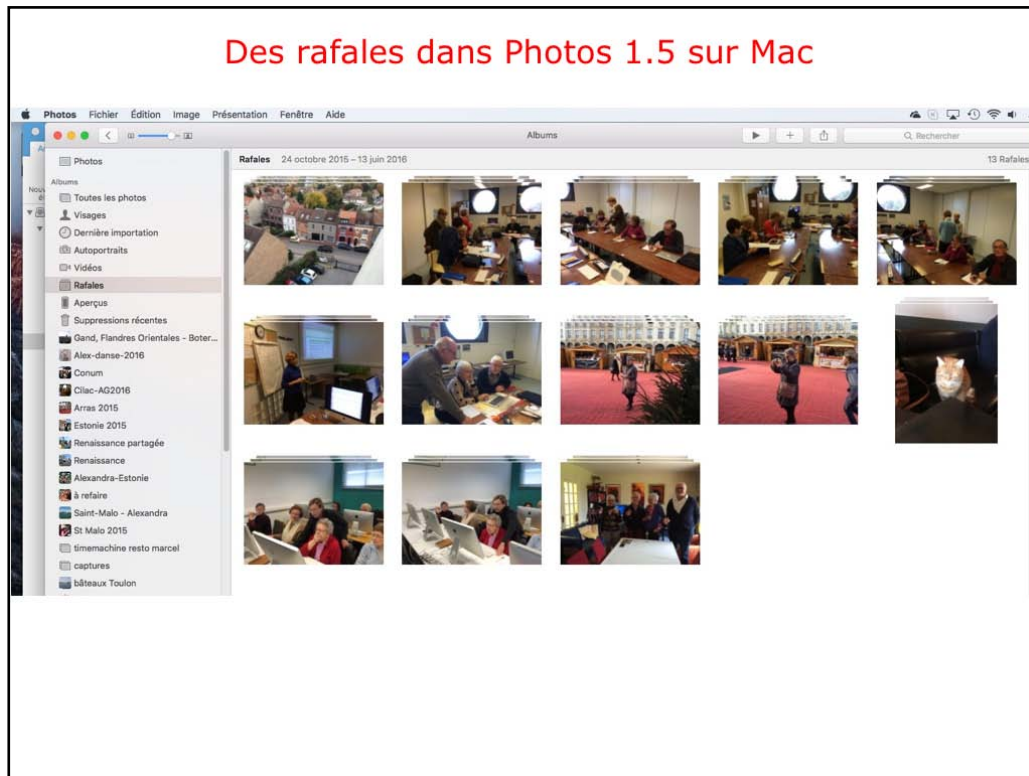 Des rafales dans Photos 1.5 sur Mac
Photos Fichier Édition Image Présentation Fenêtre Aide
Albums
Rechercher
Photos
Rafales 24 octobre 2015 – 13 juin 2016
13 Rafales
Albums
Toutes les photos
Visages
Dernière importation
Autoportraits
Vidéos
Rafales
Aperçus
Suppressions récentes
Gand, Flandres Orientales - Boter...
Alex-danse-2016
Conum
Cilac-AG2016
Arras 2015
Estonie 2015
Renaissance partagée
Renaissance
Alexandra-Estonie
à refaire
Saint-Malo - Alexandra
St Malo 2015
timemachine resto marcel
captures
bâteaux Toulon